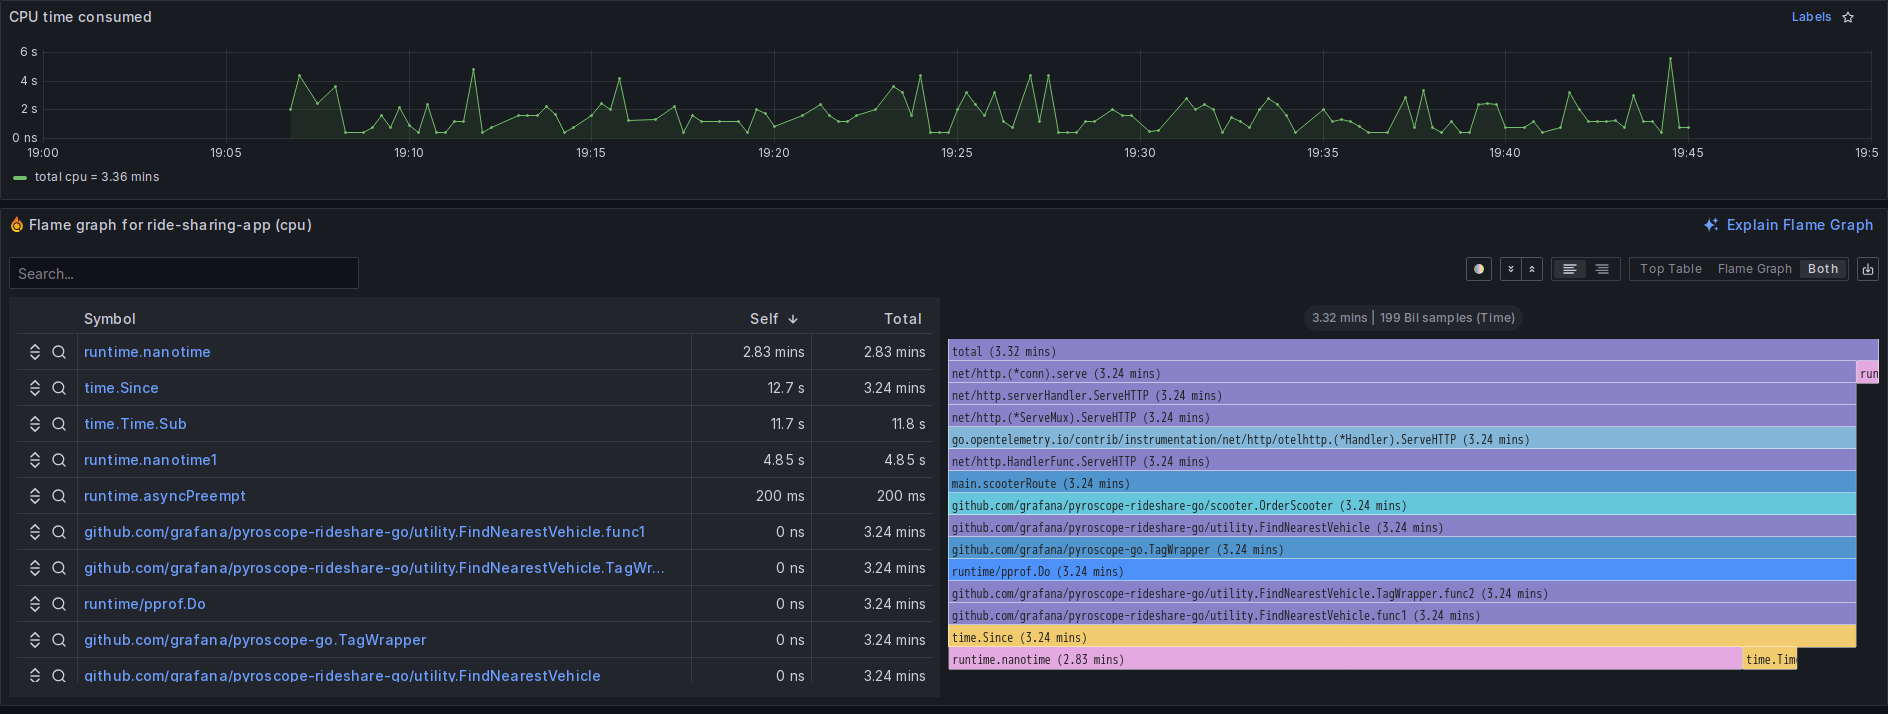 CPU time consumed
Labels
6 s
4 s
2 s
0 ns
19:00 19:05 19:10 19:15 19:20 19:25 19:30 19:35 19:40 19:45 19:5
total cpu = 3.36 mins
Flame graph for ride-sharing-app (cpu)
Explain Flame Graph
Search...
Top Table Flame Graph Both
Symbol Self Total
runtime.nanotime 2.83 mins 2.83 mins
time.Since 12.7 s 3.24 mins
time.Time.Sub 11.7 s 11.8 s
runtime.nanotime1 4.85 s 4.85 s
runtime.asyncPreempt 200 ms 200 ms
github.com/grafana/pyroscope-rideshare-go/utility.FindNearestVehicle.func1 0 ns 3.24 mins
github.com/grafana/pyroscope-rideshare-go/utility.FindNearestVehicle.TagWr... 0 ns 3.24 mins
runtime/pprof.Do 0 ns 3.24 mins
github.com/grafana/pyroscope-go.TagWrapper 0 ns 3.24 mins
github.com/grafana/pyroscope-rideshare-go/utility.FindNearestVehicle 0 ns 3.24 mins
3.32 mins | 199 Bil samples (Time)
total (3.32 mins)
net/http.(*conn).serve (3.24 mins) run
net/http.serverHandler.ServeHTTP (3.24 mins)
net/http.(*ServeMux).ServeHTTP (3.24 mins)
go.opentelemetry.io/contrib/instrumentation/net/http/otelhttp.(*Handler).ServeHTTP (3.24 mins)
net/http.HandlerFunc.ServeHTTP (3.24 mins)
main.scooterRoute (3.24 mins)
github.com/grafana/pyroscope-rideshare-go/scooter.OrderScooter (3.24 mins)
github.com/grafana/pyroscope-rideshare-go/utility.FindNearestVehicle (3.24 mins)
github.com/grafana/pyroscope-go.TagWrapper (3.24 mins)
runtime/pprof.Do (3.24 mins)
github.com/grafana/pyroscope-rideshare-go/utility.FindNearestVehicle.TagWrapper.func2 (3.24 mins)
github.com/grafana/pyroscope-rideshare-go/utility.FindNearestVehicle.func1 (3.24 mins)
time.Since (3.24 mins)
runtime.nanotime (2.83 mins) time.Tim